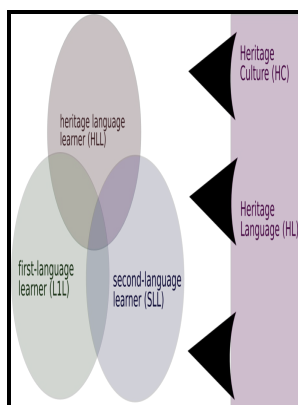 heritage language
learner (HLL)
first-language
learner (L1L)
second-language
learner (SLL)
Heritage
Culture (HC)
Heritage
Language (HL)